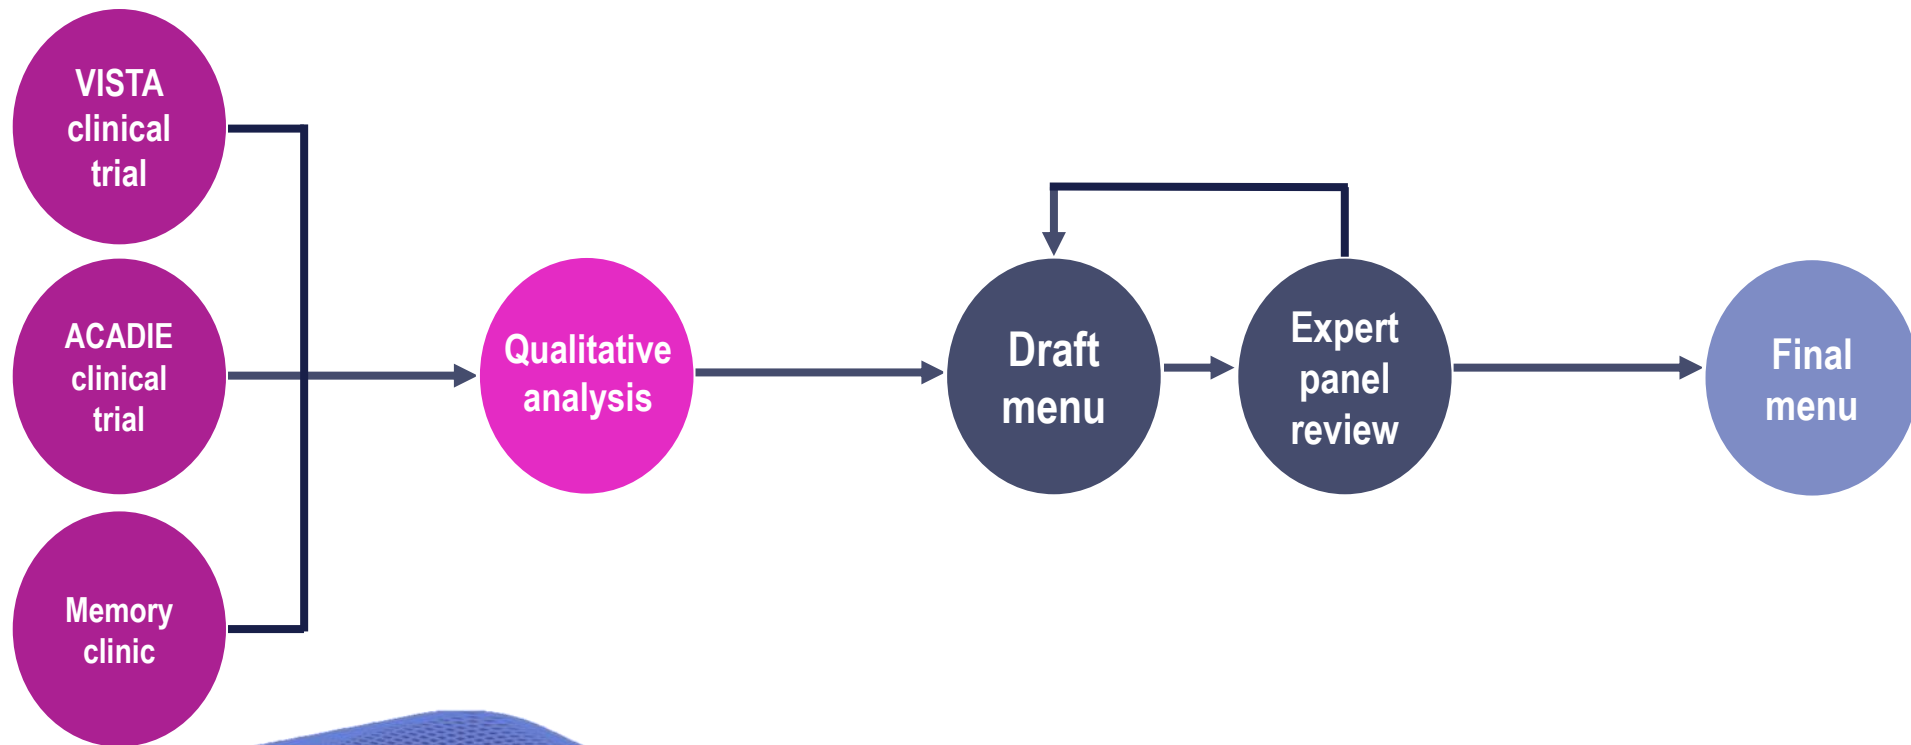 VISTA
clinical
trial
ACADIE
clinical
trial
Memory
clinic
Qualitative
analysis
Draft
menu
Expert
panel
review
Final
menu